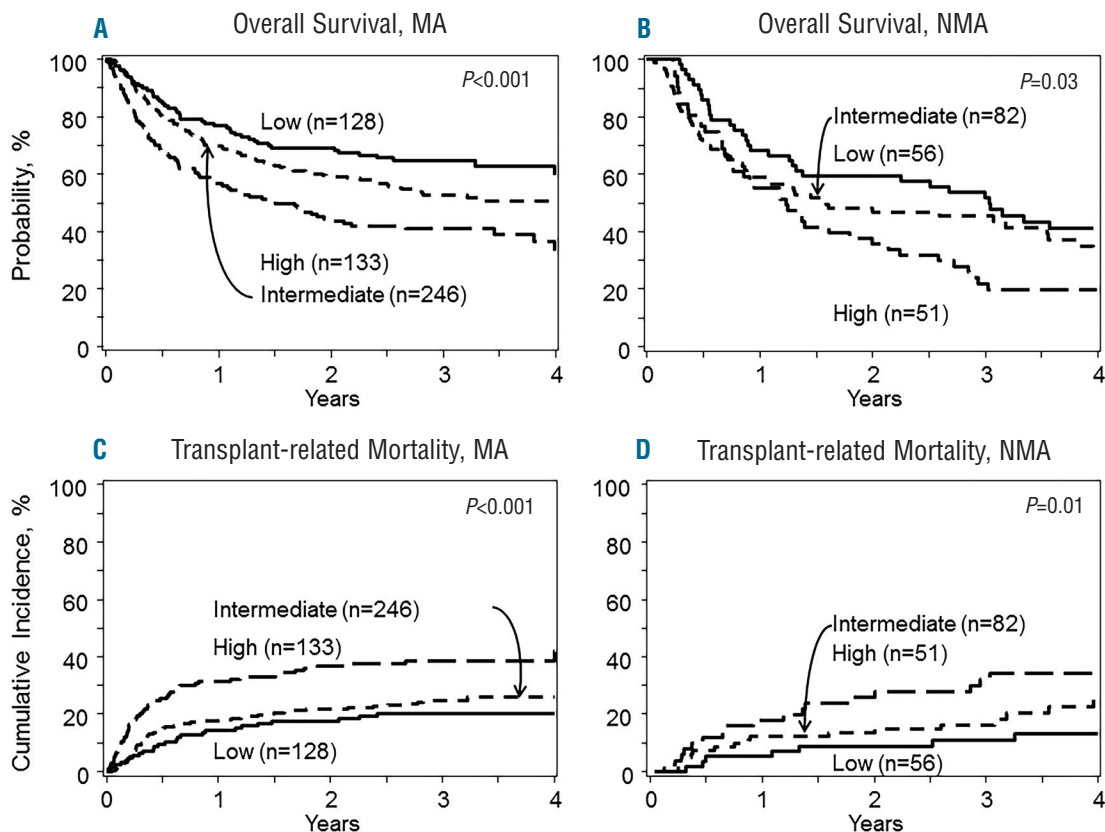 A Overall Survival, MA
Probability, %
100
80
60
40
20
0
P<0.001
Low (n=128)
High (n=133)
Intermediate (n=246)
0 1 2 3 4
Years
B Overall Survival, NMA
100
80
60
40
20
0
P=0.03
Intermediate (n=82)
Low (n=56)
High (n=51)
0 1 2 3 4
Years
C Transplant-related Mortality, MA
Cumulative Incidence, %
100
80
60
40
20
0
P<0.001
Intermediate (n=246)
High (n=133)
Low (n=128)
0 1 2 3 4
Years
D Transplant-related Mortality, NMA
100
80
60
40
20
0
P=0.01
Intermediate (n=82)
High (n=51)
Low (n=56)
0 1 2 3 4
Years